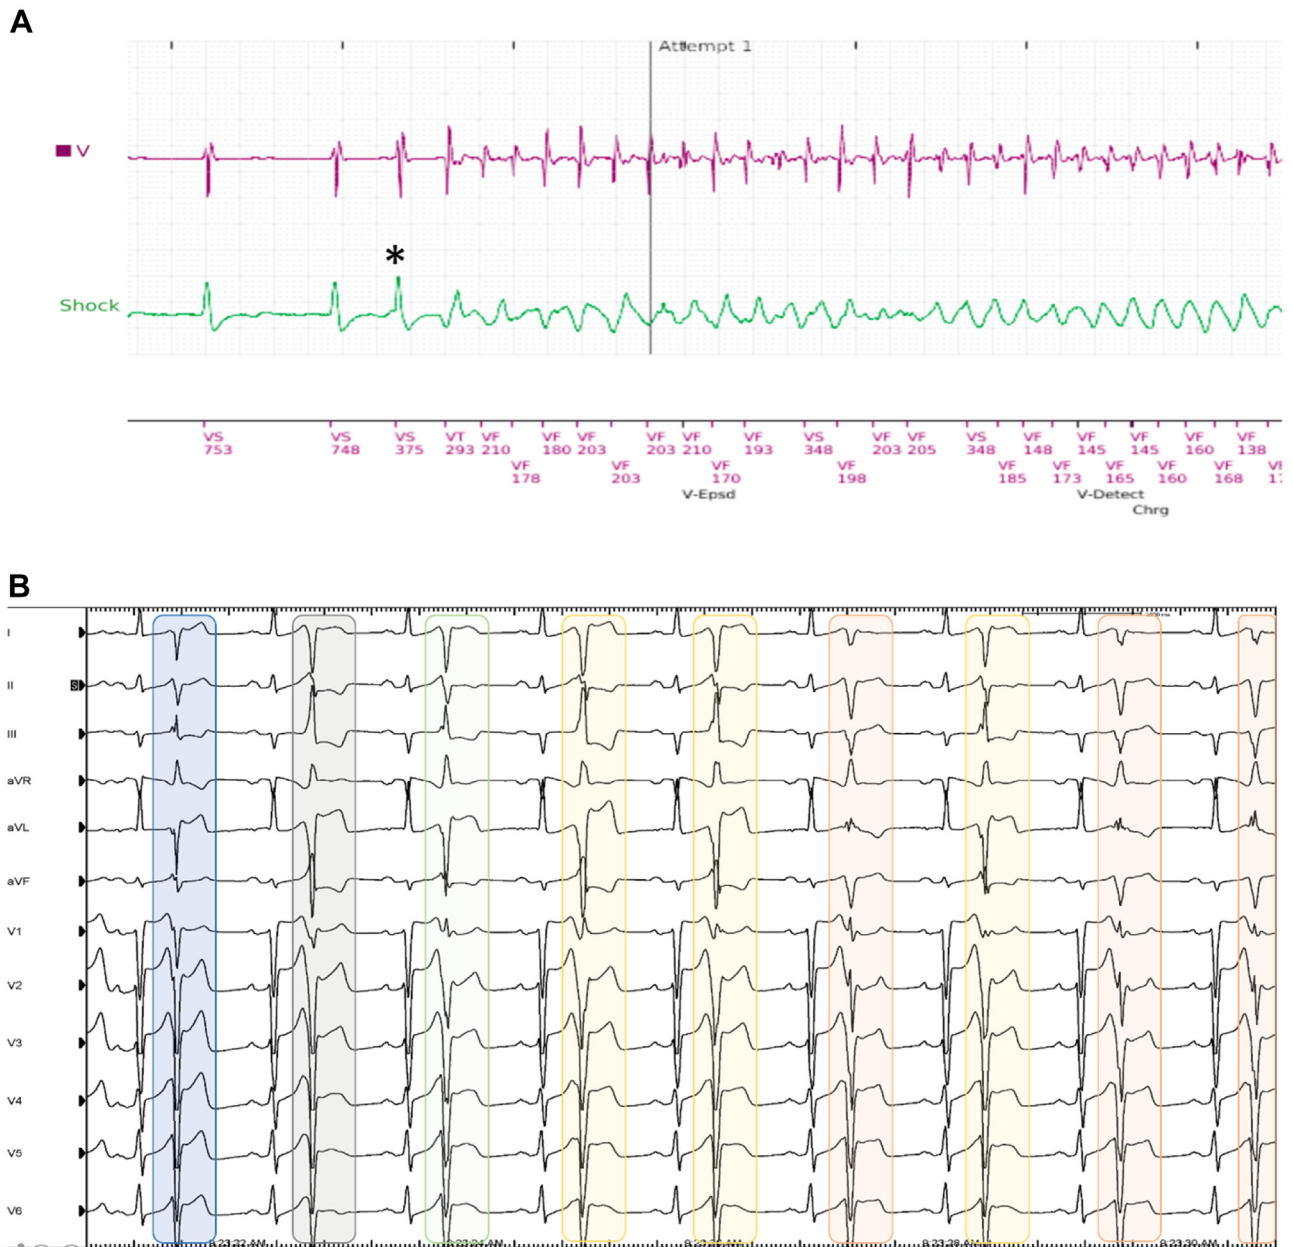 A
Attempt 1
V
*
Shock
VS VS VS VT VF VF VF VF VF VF VS VF VF VS VF VF VF VF VF
753 748 375 293 210 180 203 203 210 193 348 203 205 348 148 145 145 160 138
VF VF VF VF VF VF VF VF VF
178 203 170 198 185 173 165 160 168
V-Epsd V-Detect
Chrg
B
I
II S
III
aVR
aVL
aVF
V1
V2
V3
V4
V5
V6